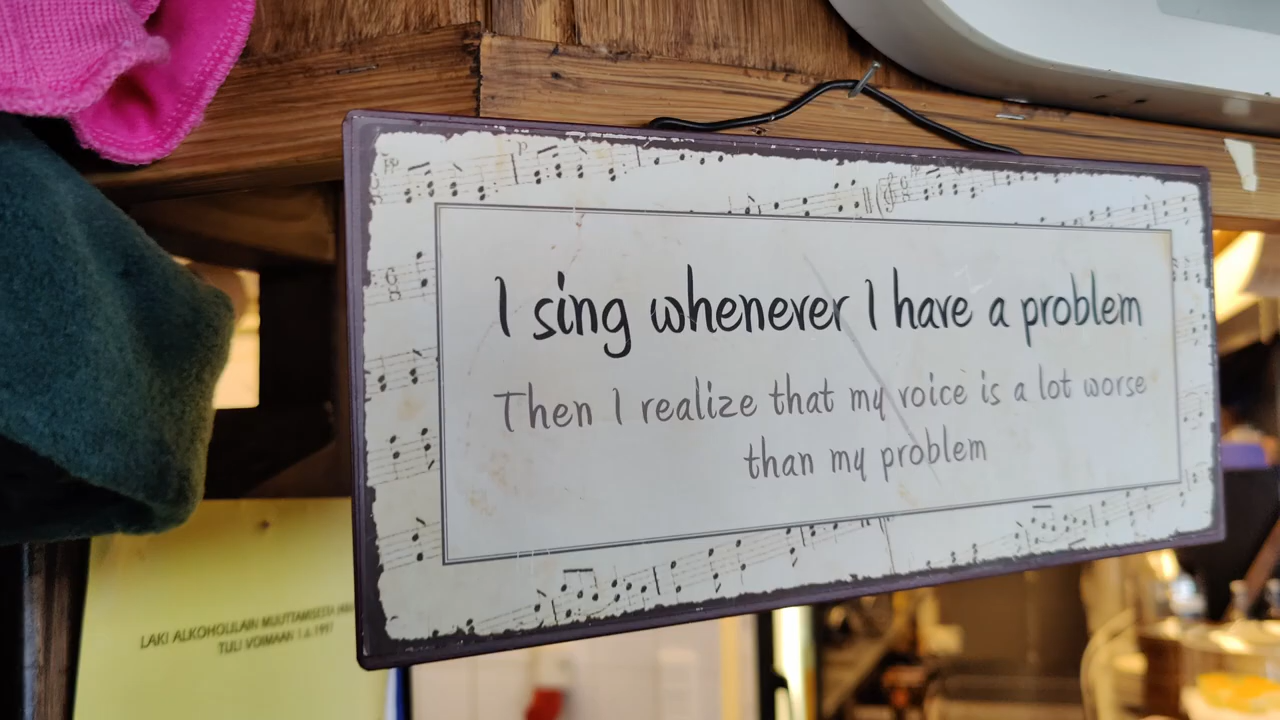 I sing whenever I have a problem
Then I realize that my voice is a lot worse
than my problem
LAKI ALKOHOLILAIN MUUTTAMISESTA
TULI VOIMAAN 1.6.1997